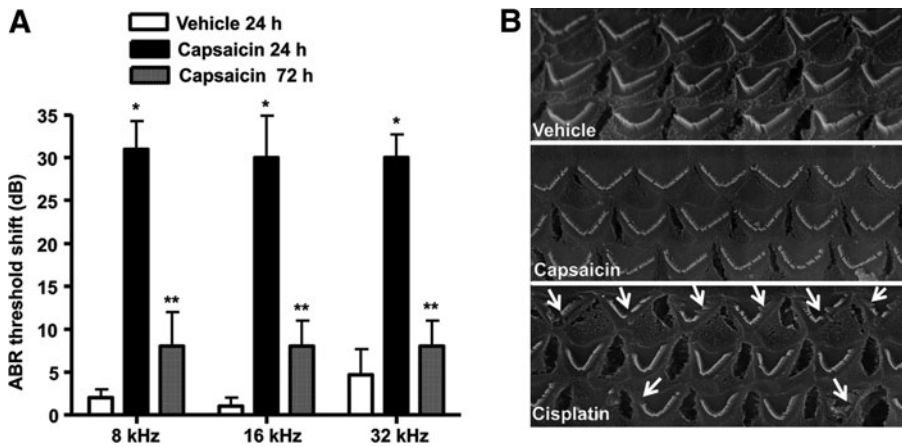 A
Vehicle 24 h
Capsaicin 24 h
Capsaicin 72 h
ABR threshold shift (dB)
35
30
25
20
15
10
5
0
*
**
*
**
*
**
8 kHz
16 kHz
32 kHz
B
Vehicle
Capsaicin
Cisplatin